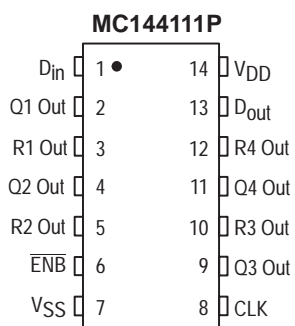 MC144111P
Din 1 14 VDD
Q1 Out 2 13 Dout
R1 Out 3 12 R4 Out
Q2 Out 4 11 Q4 Out
R2 Out 5 10 R3 Out
E̅N̅B̅ 6 9 Q3 Out
VSS 7 8 CLK